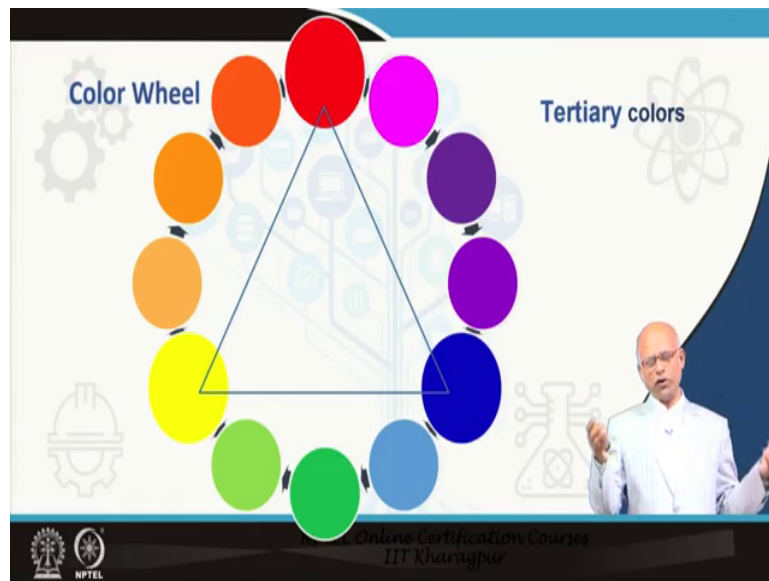 Color Wheel
Tertiary colors
NPTEL Online Certification Courses
IIT Kharagpur
NPTEL